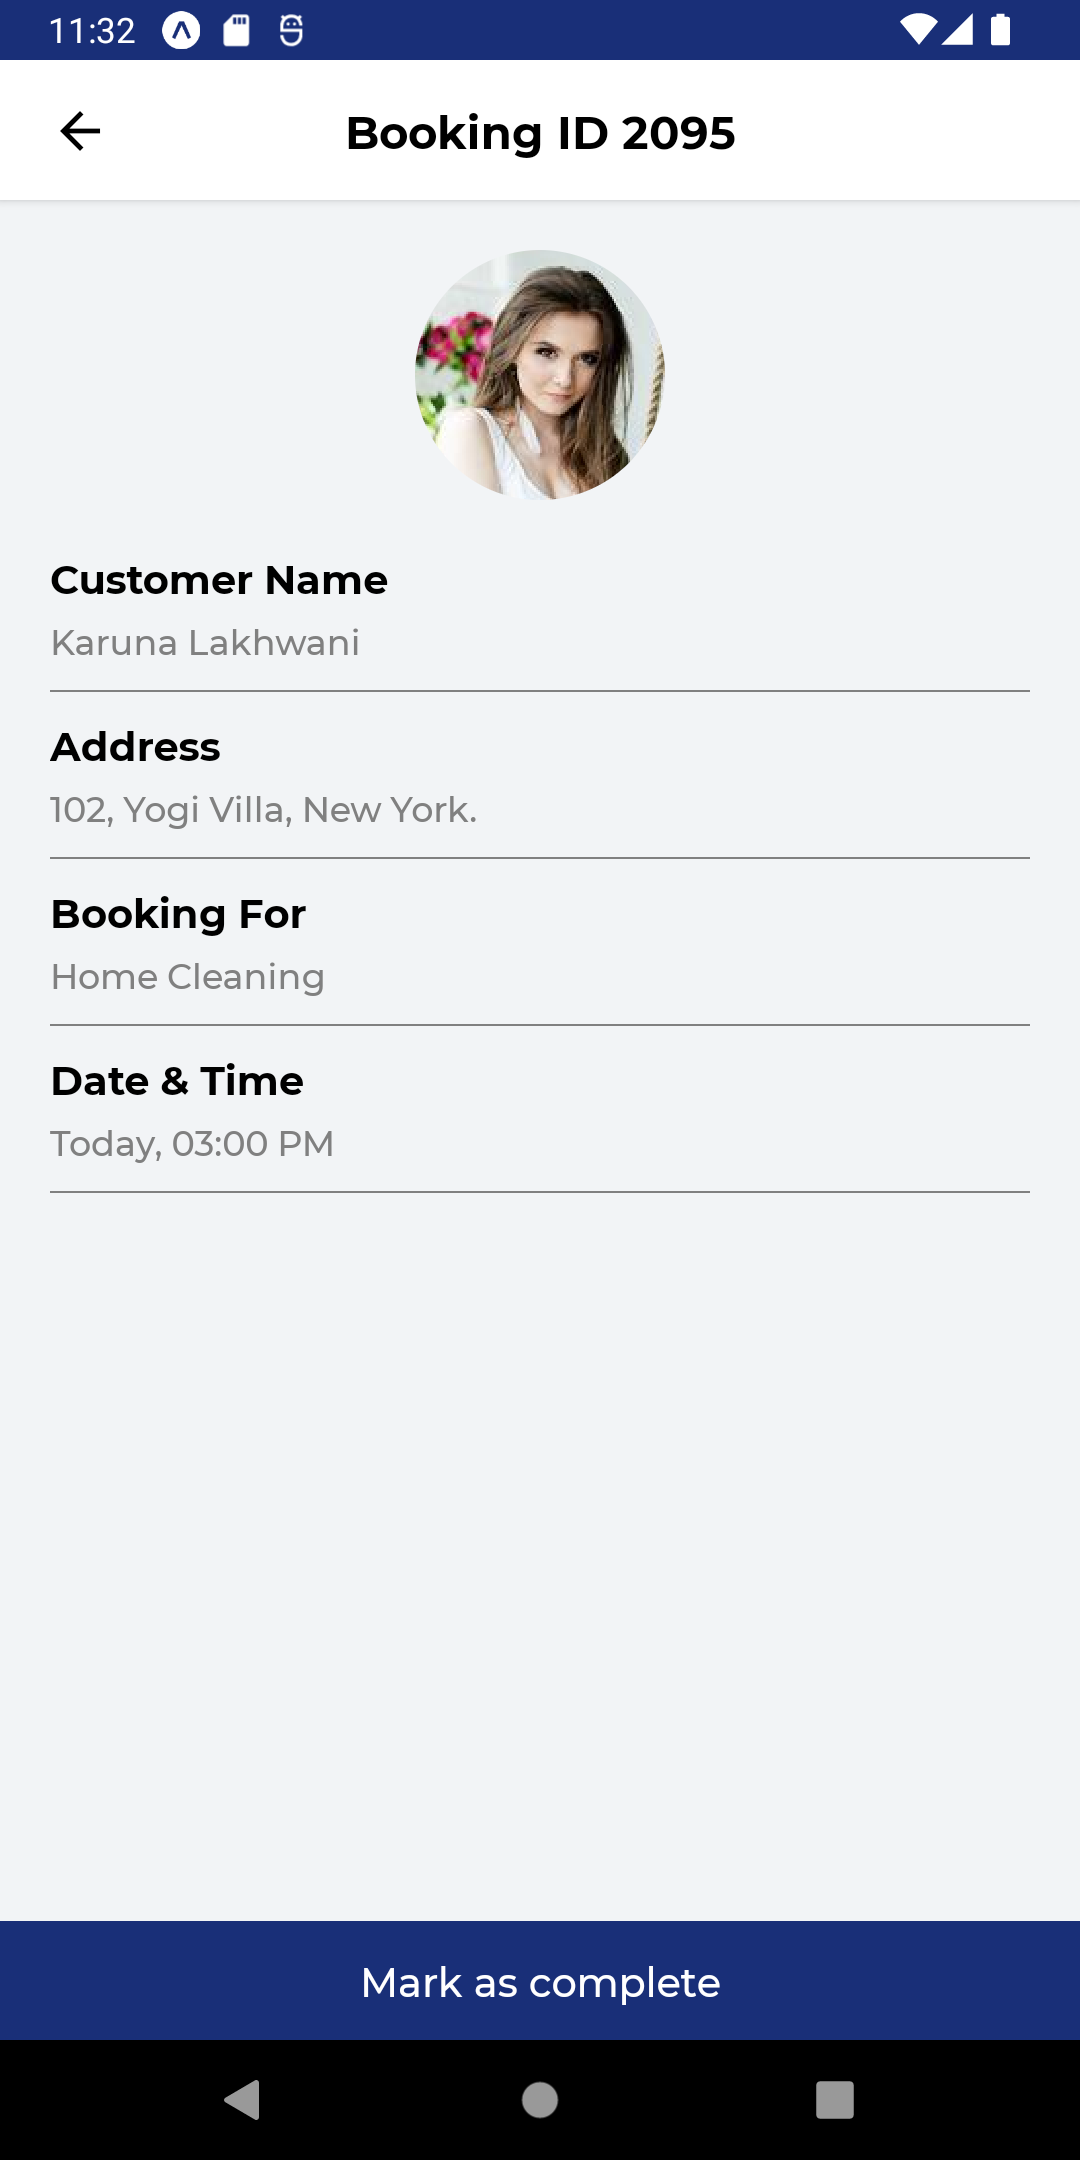 11:32
Booking ID 2095
Customer Name
Karuna Lakhwani
Address
102, Yogi Villa, New York.
Booking For
Home Cleaning
Date & Time
Today, 03:00 PM
Mark as complete